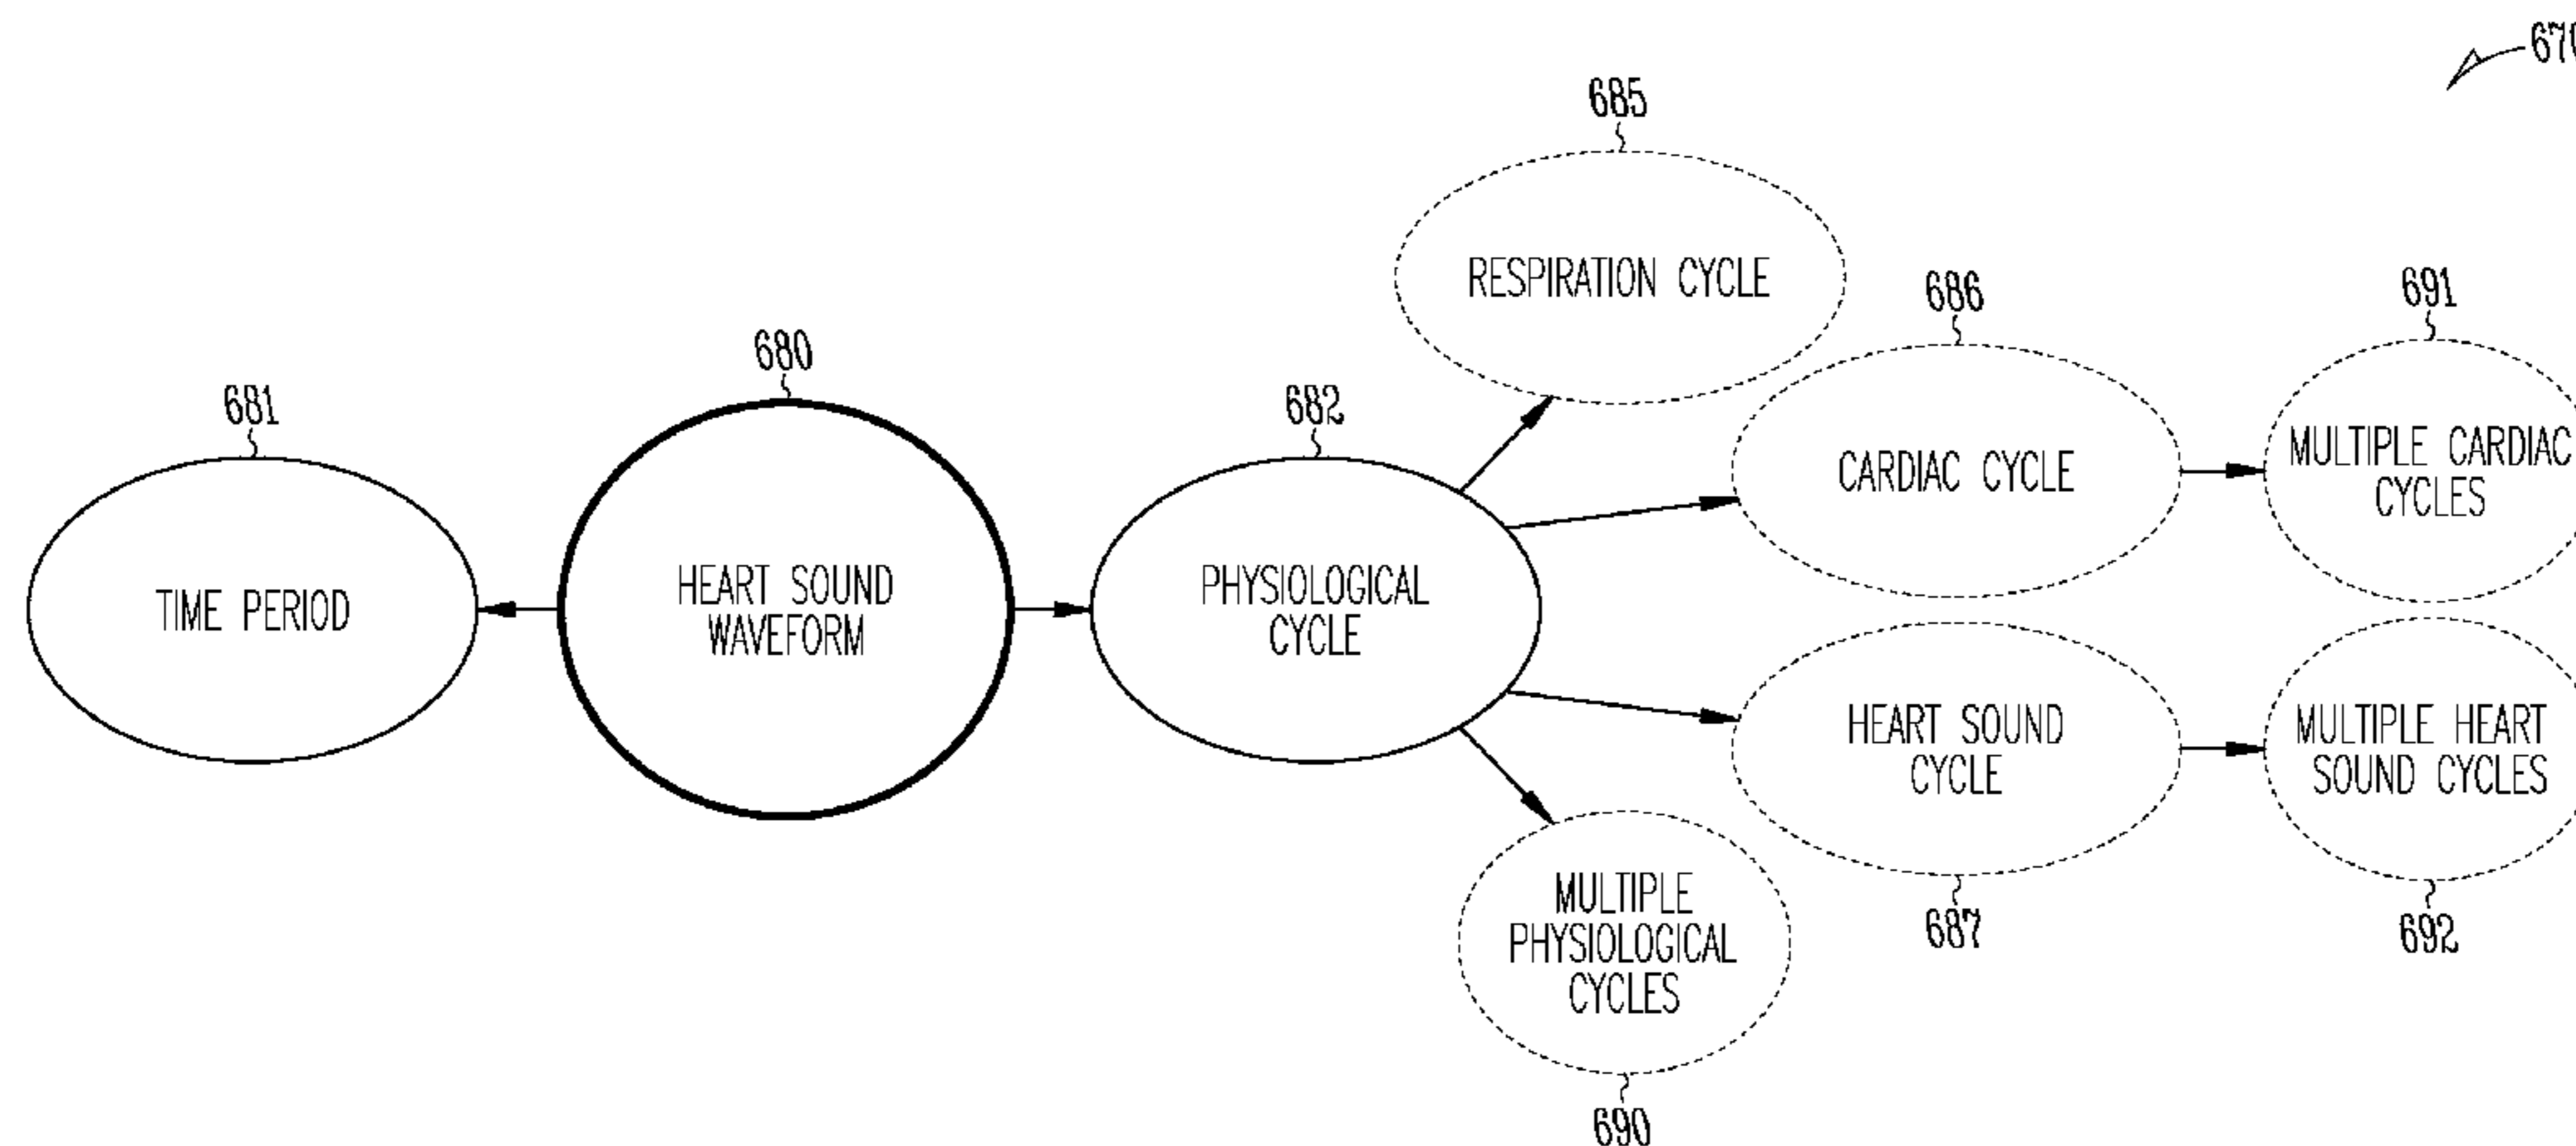 670
685
RESPIRATION CYCLE
686
691
CARDIAC CYCLE
MULTIPLE CARDIAC
CYCLES
680
681
682
TIME PERIOD
HEART SOUND
WAVEFORM
PHYSIOLOGICAL
CYCLE
HEART SOUND
CYCLE
687
MULTIPLE HEART
SOUND CYCLES
692
MULTIPLE
PHYSIOLOGICAL
CYCLES
690